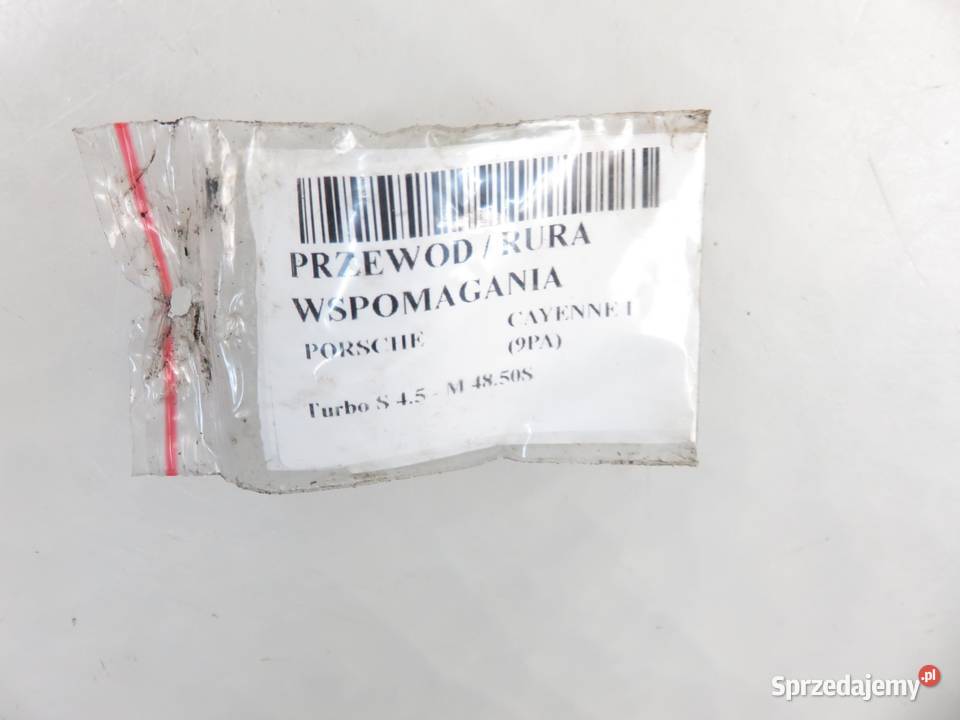 PRZEWOD / RURA
WSPOMAGANIA
PORSCHE CAYENNE I
(9PA)
Turbo S 4.5 - M 48.50S
Sprzedajemy.pl